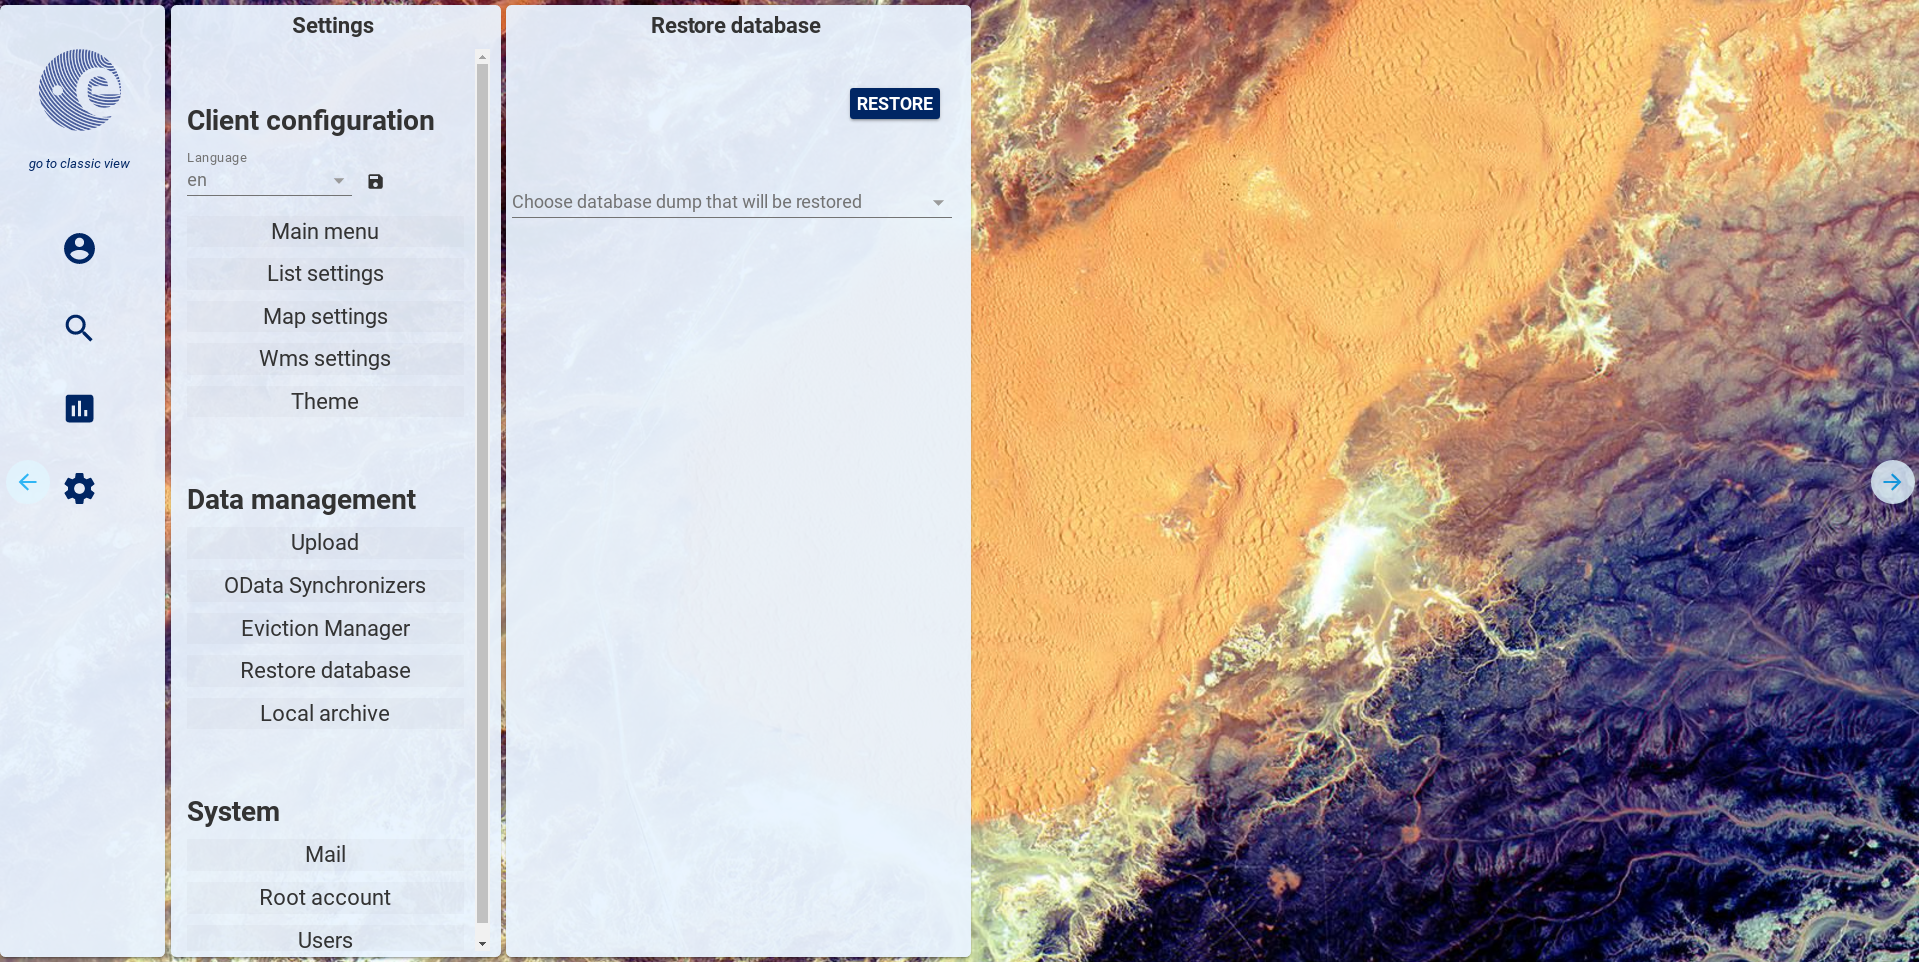 go to classic view
Settings
Client configuration
Language
en
Main menu
List settings
Map settings
Wms settings
Theme
Data management
Upload
OData Synchronizers
Eviction Manager
Restore database
Local archive
System
Mail
Root account
Users
Restore database
RESTORE
Choose database dump that will be restored